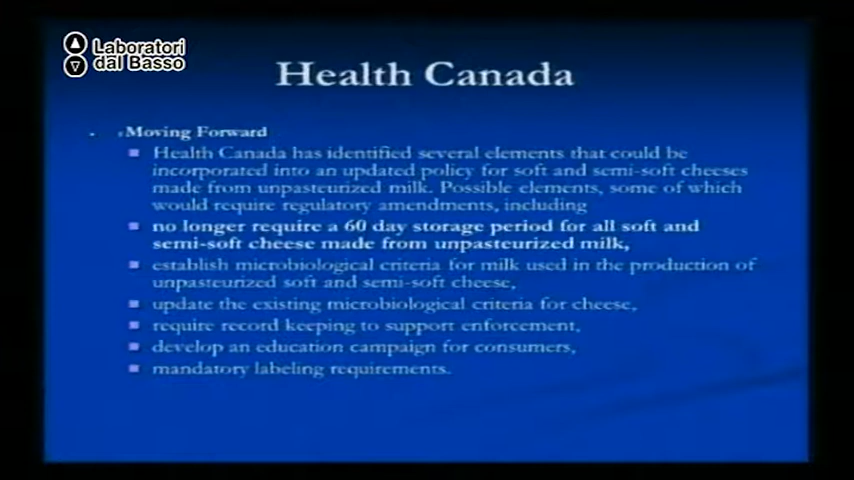 Laboratori
dal Basso
Health Canada
Moving Forward
Health Canada has identified several elements that could be
incorporated into an updated policy for soft and semi-soft cheeses
made from unpasteurized milk. Possible elements, some of which
would require regulatory amendments, including
no longer require a 60 day storage period for all soft and
semi-soft cheese made from unpasteurized milk,
establish microbiological criteria for milk used in the production of
unpasteurized soft and semi-soft cheese,
update the existing microbiological criteria for cheese,
require record keeping to support enforcement,
develop an education campaign for consumers,
mandatory labeling requirements.